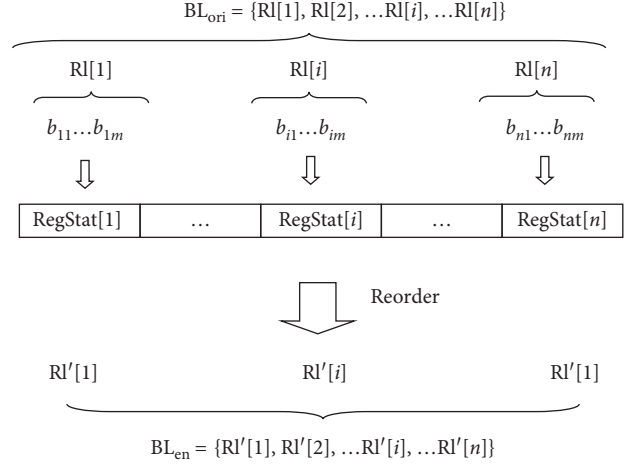 BL_ori = {Rl[1], Rl[2], …Rl[i], …Rl[n]}
Rl[1] Rl[i] Rl[n]
b_11…b_1m b_i1…b_im b_n1…b_nm
RegStat[1] … RegStat[i] … RegStat[n]
Reorder
Rl′[1] Rl′[i] Rl′[1]
BL_en = {Rl′[1], Rl′[2], …Rl′[i], …Rl′[n]}